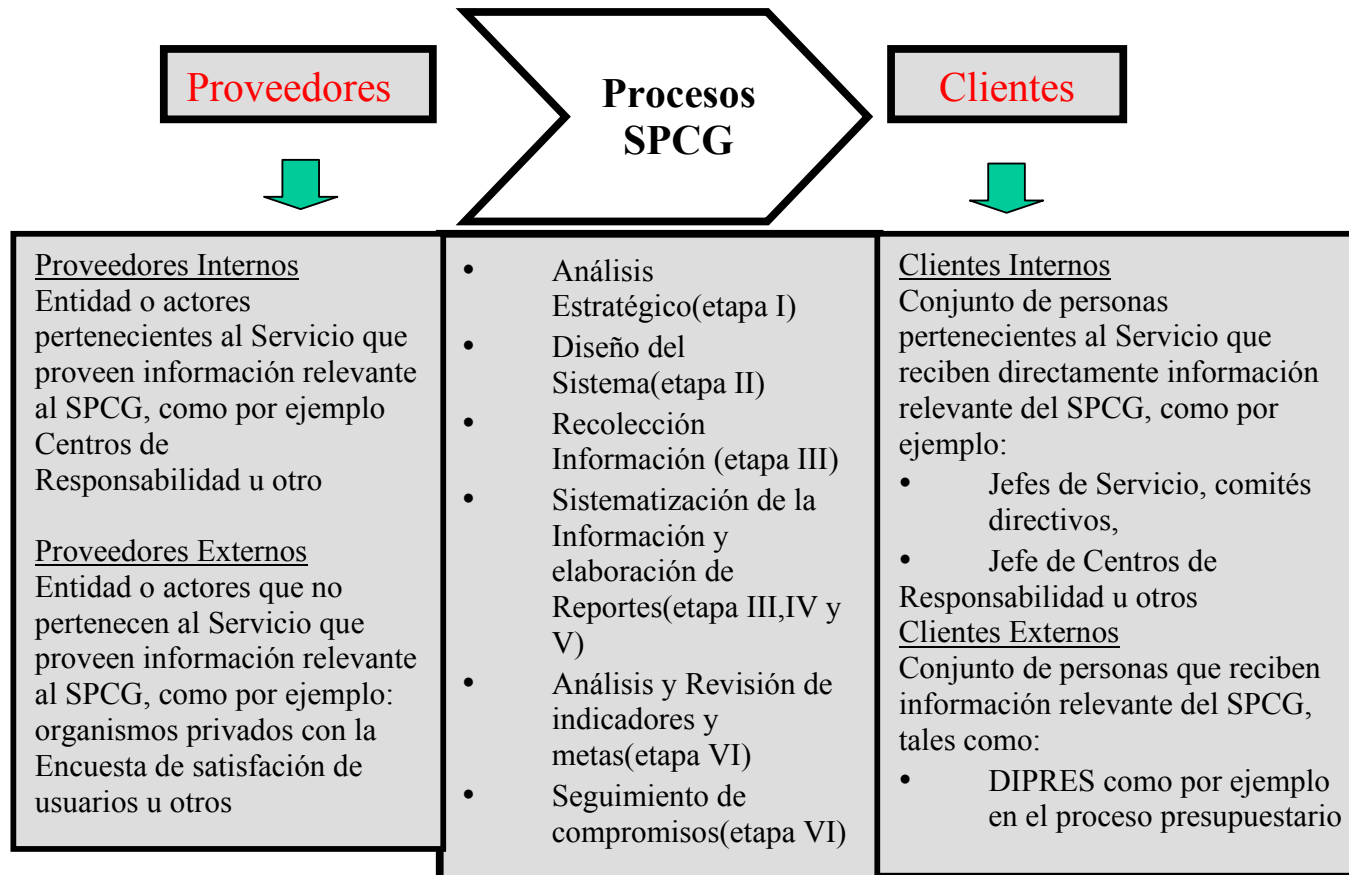 Proveedores
Procesos
SPCG
Clientes
Proveedores Internos
Entidad o actores
pertenecientes al Servicio que
proveen información relevante
al SPCG, como por ejemplo
Centros de
Responsabilidad u otro
Proveedores Externos
Entidad o actores que no
pertenecen al Servicio que
proveen información relevante
al SPCG, como por ejemplo:
organismos privados con la
Encuesta de satisfacción de
usuarios u otros
• Análisis
Estratégico(etapa I)
• Diseño del
Sistema(etapa II)
• Recolección
Información (etapa III)
• Sistematización de la
Información y
elaboración de
Reportes(etapa III,IV y
V)
• Análisis y Revisión de
indicadores y
metas(etapa VI)
• Seguimiento de
compromisos(etapa VI)
Clientes Internos
Conjunto de personas
pertenecientes al Servicio que
reciben directamente información
relevante del SPCG, como por
ejemplo:
• Jefes de Servicio, comités
directivos,
• Jefe de Centros de
Responsabilidad u otros
Clientes Externos
Conjunto de personas que reciben
información relevante del SPCG,
tales como:
• DIPRES como por ejemplo
en el proceso presupuestario